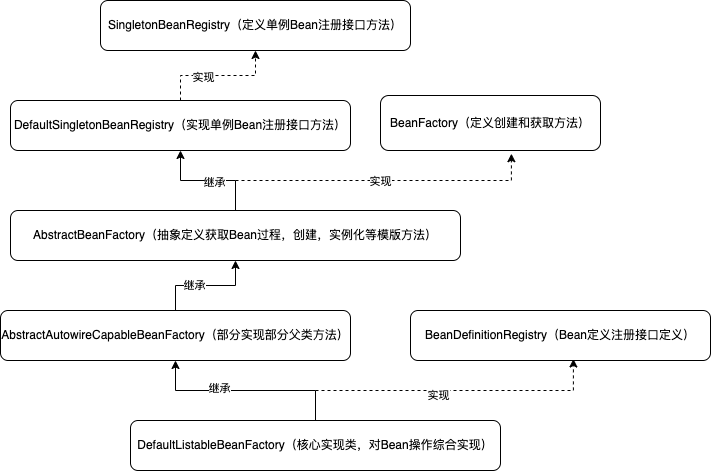 SingletonBeanRegistry（定义单例Bean注册接口方法）
实现
DefaultSingletonBeanRegistry（实现单例Bean注册接口方法）
BeanFactory（定义创建和获取方法）
继承
实现
AbstractBeanFactory（抽象定义获取Bean过程，创建，实例化等模版方法）
继承
AbstractAutowireCapableBeanFactory（部分实现部分父类方法）
BeanDefinitionRegistry（Bean定义注册接口定义）
继承
实现
DefaultListableBeanFactory（核心实现类，对Bean操作综合实现）